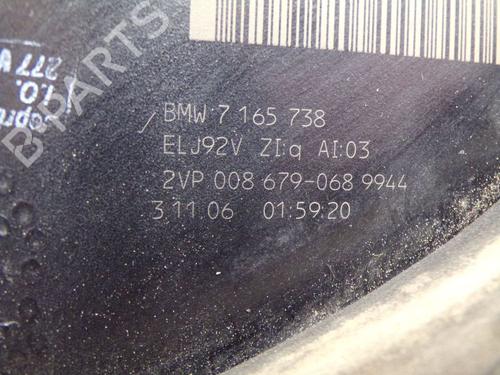 B-PARTS
BMW 7 165 738
ELJ92V ZI:q AI:03
2VP 008 679-068 9944
3.11.06 01:59:20